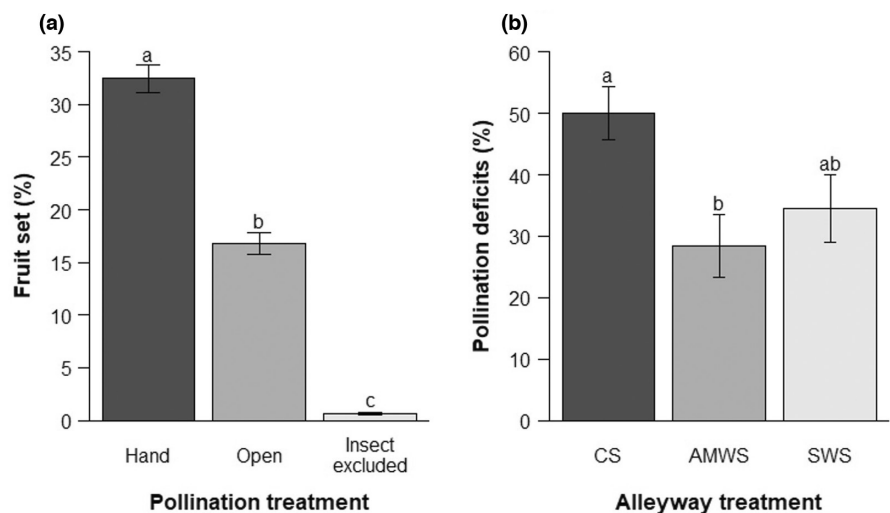 (a)
Fruit set (%)
35
30
25
20
15
10
5
0
a
b
c
Hand
Open
Insect
excluded
Pollination treatment
(b)
Pollination deficits (%)
60
50
40
30
20
10
0
a
b
ab
CS
AMWS
SWS
Alleyway treatment